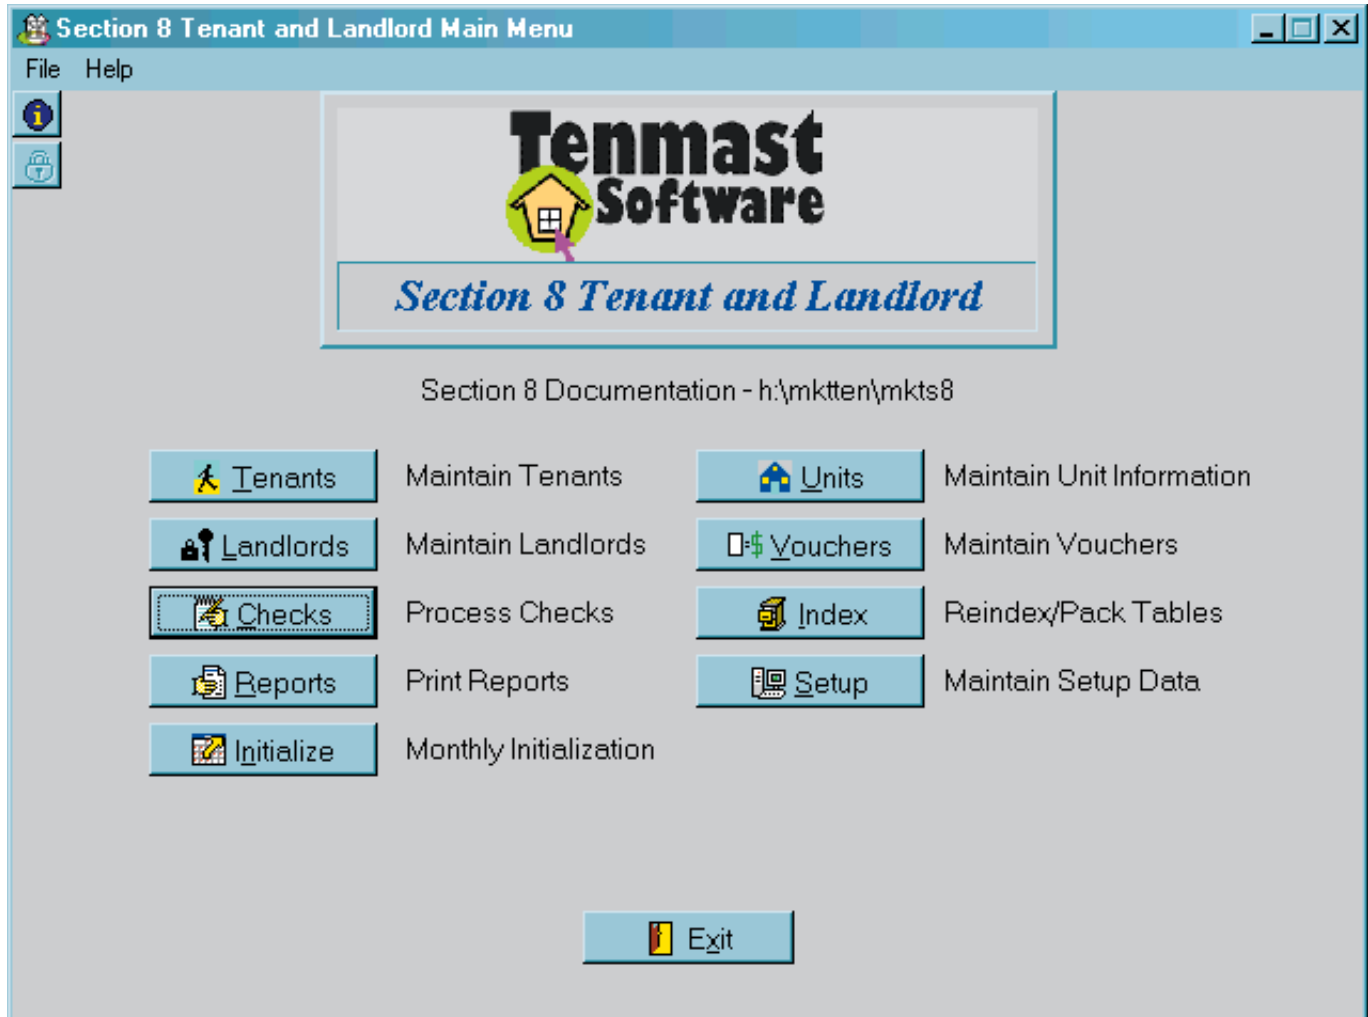 Section 8 Tenant and Landlord Main Menu
File Help
Tenmast
Software
Section 8 Tenant and Landlord
Section 8 Documentation - h:\mktten\mkts8
Tenants Maintain Tenants Units Maintain Unit Information
Landlords Maintain Landlords Vouchers Maintain Vouchers
Checks Process Checks Index Reindex/Pack Tables
Reports Print Reports Setup Maintain Setup Data
Initialize Monthly Initialization
Exit